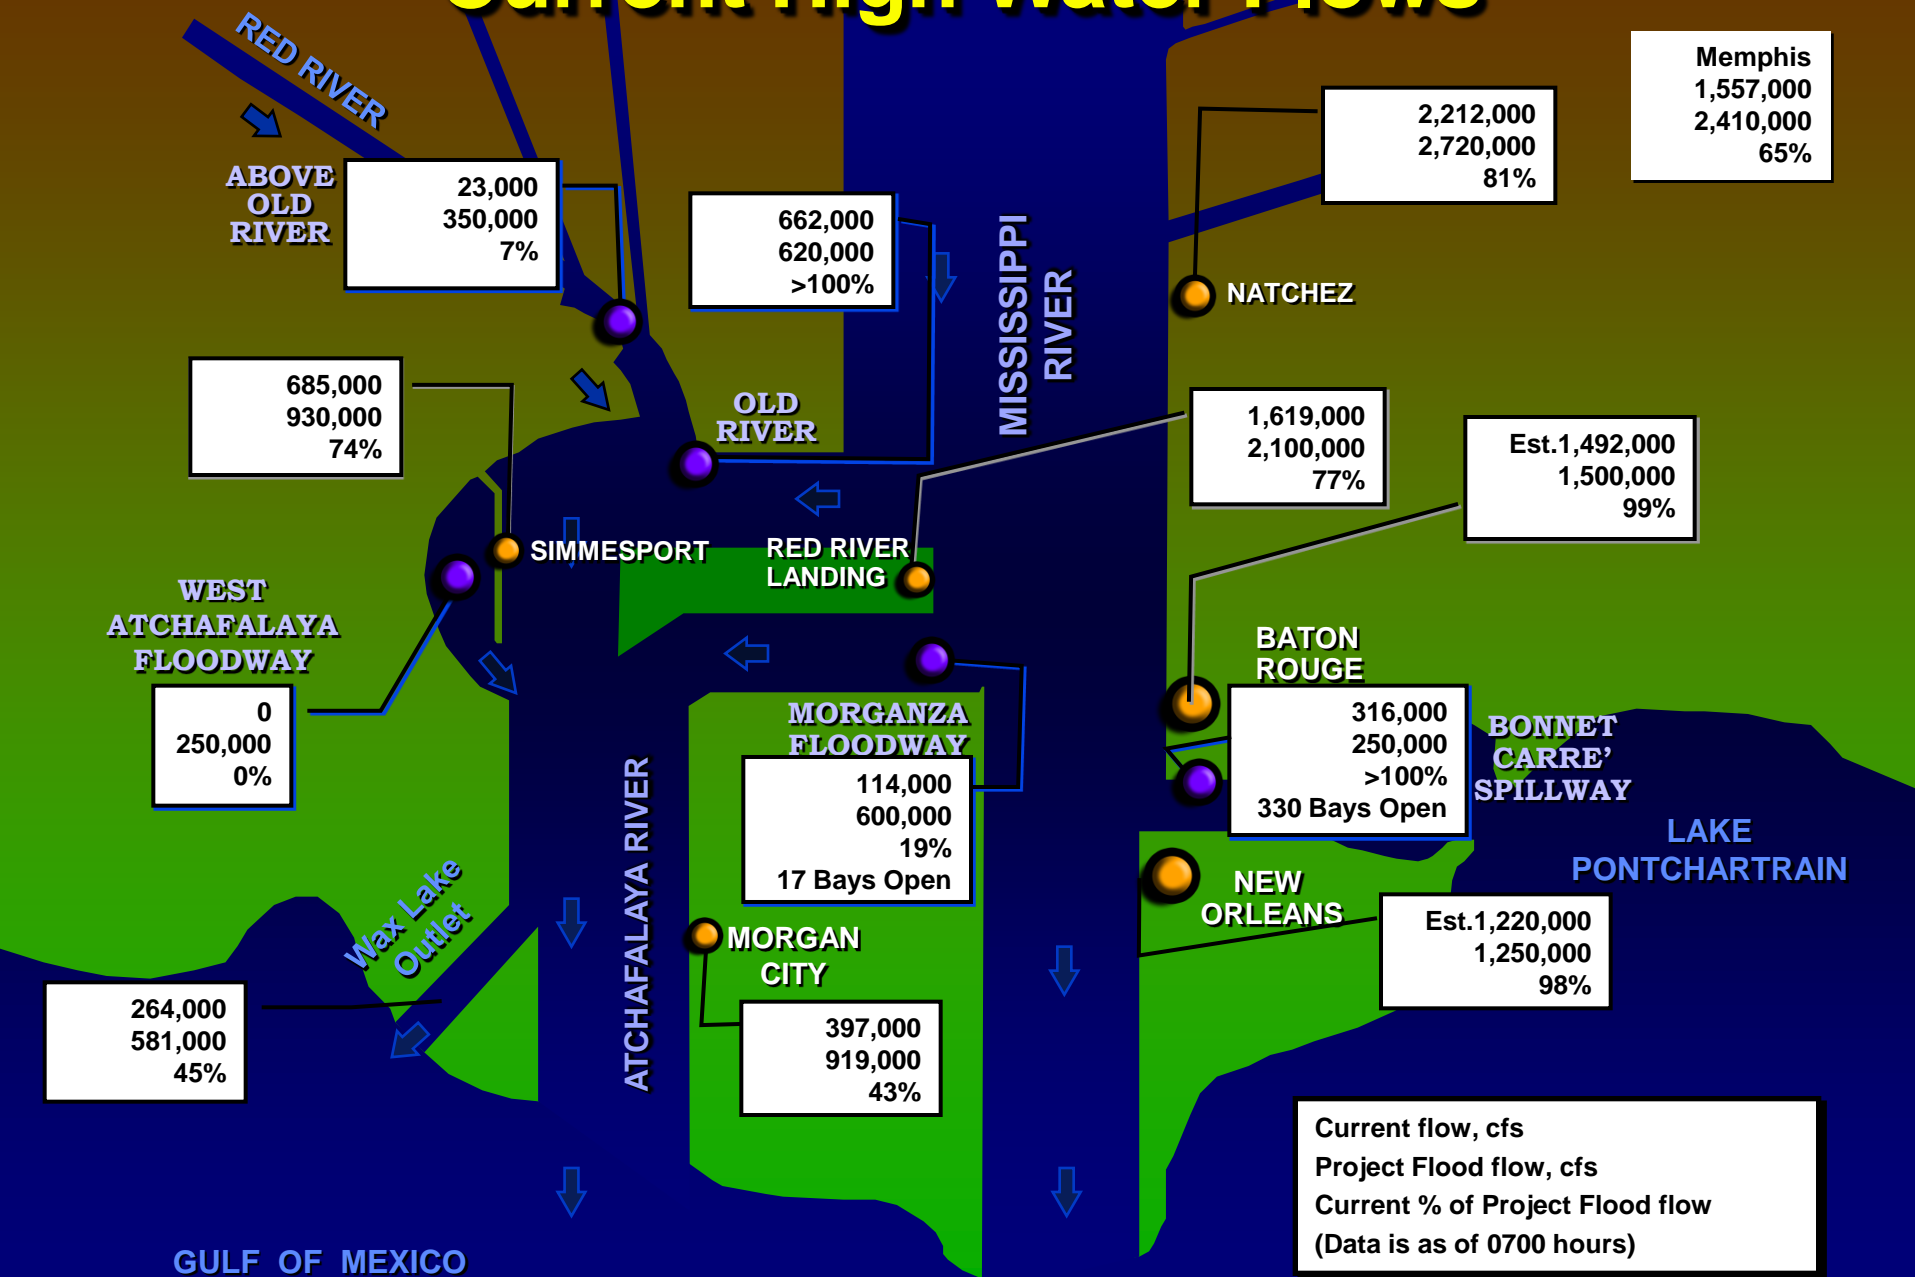 Current High Water Flows
RED RIVER
Memphis
1,557,000
2,410,000
65%
2,212,000
2,720,000
81%
ABOVE
OLD
RIVER
23,000
350,000
7%
662,000
620,000
>100%
MISSISSIPPI
RIVER
NATCHEZ
685,000
930,000
74%
OLD
RIVER
1,619,000
2,100,000
77%
Est.1,492,000
1,500,000
99%
SIMMESPORT
RED RIVER
LANDING
WEST
ATCHAFALAYA
FLOODWAY
0
250,000
0%
BATON
ROUGE
316,000
250,000
>100%
330 Bays Open
BONNET
CARRE'
SPILLWAY
MORGANZA
FLOODWAY
114,000
600,000
19%
17 Bays Open
ATCHAFALAYA RIVER
LAKE
PONTCHARTRAIN
Wax Lake
Outlet
NEW
ORLEANS
Est.1,220,000
1,250,000
98%
MORGAN
CITY
397,000
919,000
43%
264,000
581,000
45%
Current flow, cfs
Project Flood flow, cfs
Current % of Project Flood flow
(Data is as of 0700 hours)
GULF OF MEXICO